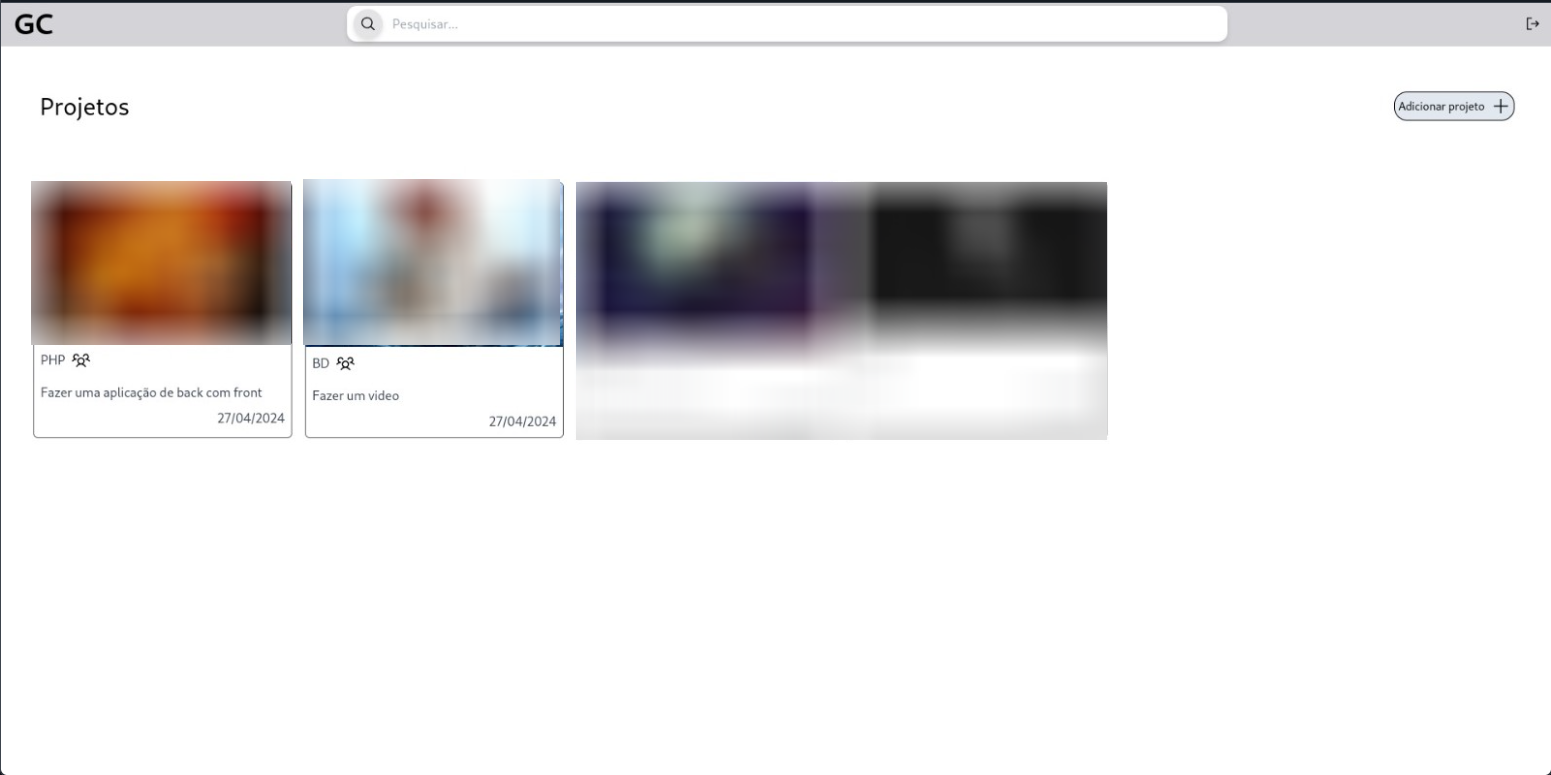 GC
Pesquisar...
Projetos
Adicionar projeto
PHP
Fazer uma aplicação de back com front
27/04/2024
BD
Fazer um video
27/04/2024